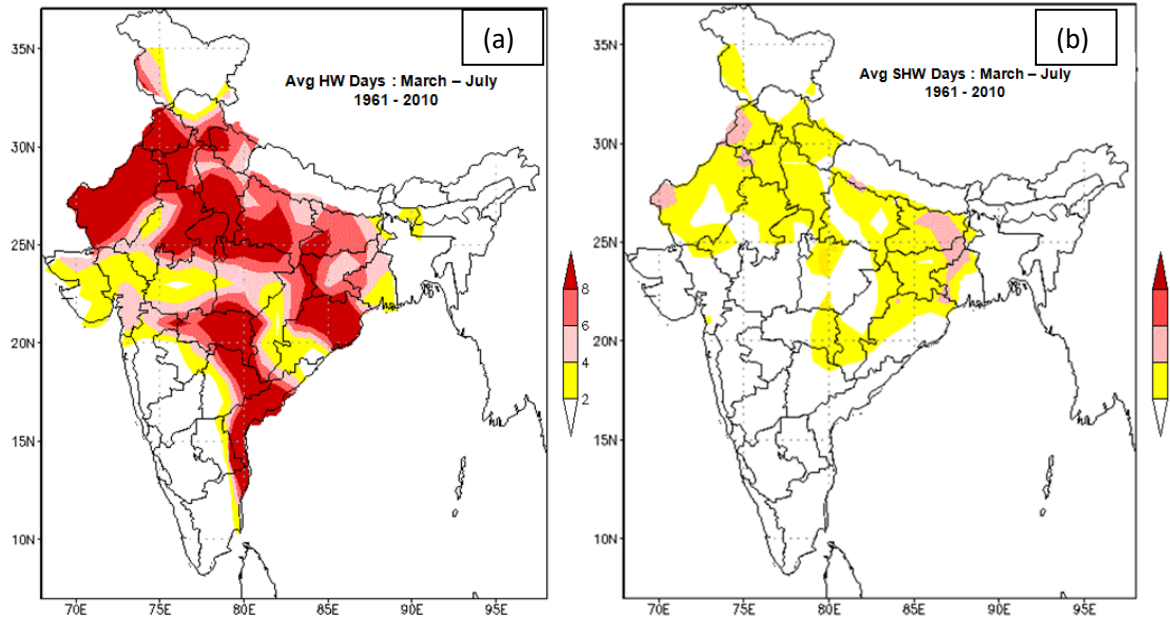 (a)
Avg HW Days : March – July
1961 - 2010
35N
30N
25N
20N
15N
10N
70E 75E 80E 85E 90E 95E
8
6
4
2
(b)
Avg SHW Days : March – July
1961 - 2010
35N
30N
25N
20N
15N
10N
70E 75E 80E 85E 90E 95E